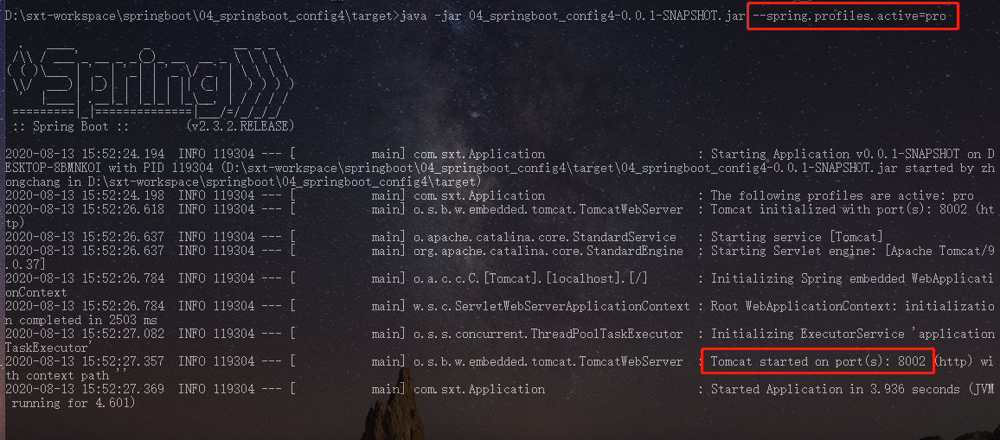 D:\sxt-workspace\springboot\04_springboot_config4\target>java -jar 04_springboot_config4-0.0.1-SNAPSHOT.jar --spring.profiles.active=pro
  .   ____          _            __ _ _
 /\\ / ___'_ __ _ _(_)_ __  __ _ \ \ \ \
( ( )\___ | '_ | '_| | '_ \/ _` | \ \ \ \
 \\/  ___)| |_)| | | | | || (_| |  ) ) ) )
  '  |____| .__|_| |_|_| |_\__, | / / / /
 =========|_|==============|___/=/_/_/_/
 :: Spring Boot ::        (v2.3.2.RELEASE)
2020-08-13 15:52:24.194  INFO 119304 --- [           main] com.sxt.Application                      : Starting Application v0.0.1-SNAPSHOT on D
ESKTOP-8BMNKOI with PID 119304 (D:\sxt-workspace\springboot\04_springboot_config4\target\04_springboot_config4-0.0.1-SNAPSHOT.jar started by zh
ongchang in D:\sxt-workspace\springboot\04_springboot_config4\target)
2020-08-13 15:52:24.198  INFO 119304 --- [           main] com.sxt.Application                      : The following profiles are active: pro
2020-08-13 15:52:26.618  INFO 119304 --- [           main] o.s.b.w.embedded.tomcat.TomcatWebServer  : Tomcat initialized with port(s): 8002 (ht
tp)
2020-08-13 15:52:26.637  INFO 119304 --- [           main] o.apache.catalina.core.StandardService   : Starting service [Tomcat]
2020-08-13 15:52:26.637  INFO 119304 --- [           main] org.apache.catalina.core.StandardEngine  : Starting Servlet engine: [Apache Tomcat/9
.0.37]
2020-08-13 15:52:26.784  INFO 119304 --- [           main] o.a.c.c.C.[Tomcat].[localhost].[/]       : Initializing Spring embedded WebApplicati
onContext
2020-08-13 15:52:26.784  INFO 119304 --- [           main] w.s.c.ServletWebServerApplicationContext : Root WebApplicationContext: initializatio
n completed in 2503 ms
2020-08-13 15:52:27.082  INFO 119304 --- [           main] o.s.s.concurrent.ThreadPoolTaskExecutor  : Initializing ExecutorService 'application
TaskExecutor'
2020-08-13 15:52:27.357  INFO 119304 --- [           main] o.s.b.w.embedded.tomcat.TomcatWebServer  : Tomcat started on port(s): 8002 (http) wi
th context path ''
2020-08-13 15:52:27.369  INFO 119304 --- [           main] com.sxt.Application                      : Started Application in 3.936 seconds (JVM
 running for 4.601)